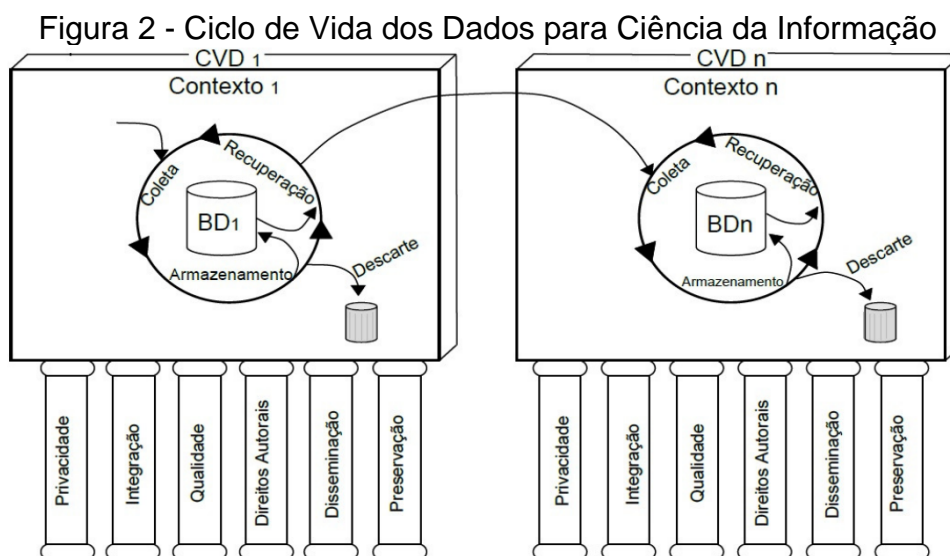 Figura 2 - Ciclo de Vida dos Dados para Ciência da Informação
CVD 1
Contexto 1
Coleta
Recuperação
BD1
Armazenamento
Descarte
Privacidade
Integração
Qualidade
Direitos Autorais
Disseminação
Preservação
CVD n
Contexto n
Coleta
Recuperação
BDn
Armazenamento
Descarte
Privacidade
Integração
Qualidade
Direitos Autorais
Disseminação
Preservação